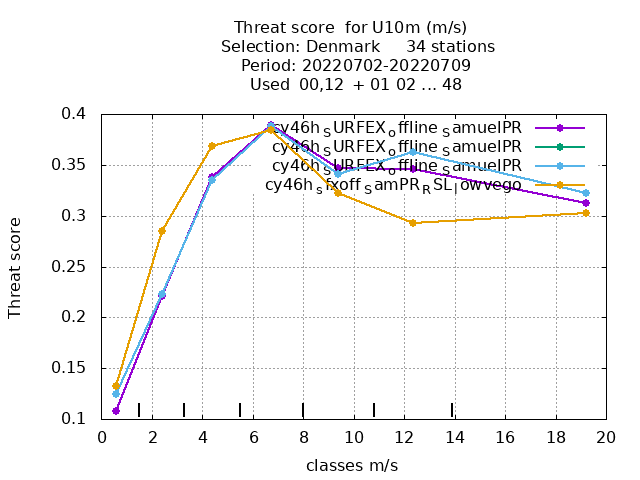 Threat score for U10m (m/s)
Selection: Denmark 34 stations
Period: 20220702-20220709
Used 00,12 + 01 02 ... 48
cy46h_SURFEX_offline_SamuelPR
cy46h_SURFEX_offline_SamuelPR
cy46h_SURFEX_offline_SamuelPR
cy46h_sfxoff_SamPR_RSL_lowvego
0.4
0.35
0.3
0.25
0.2
0.15
0.1
Threat score
0 2 4 6 8 10 12 14 16 18 20
classes m/s